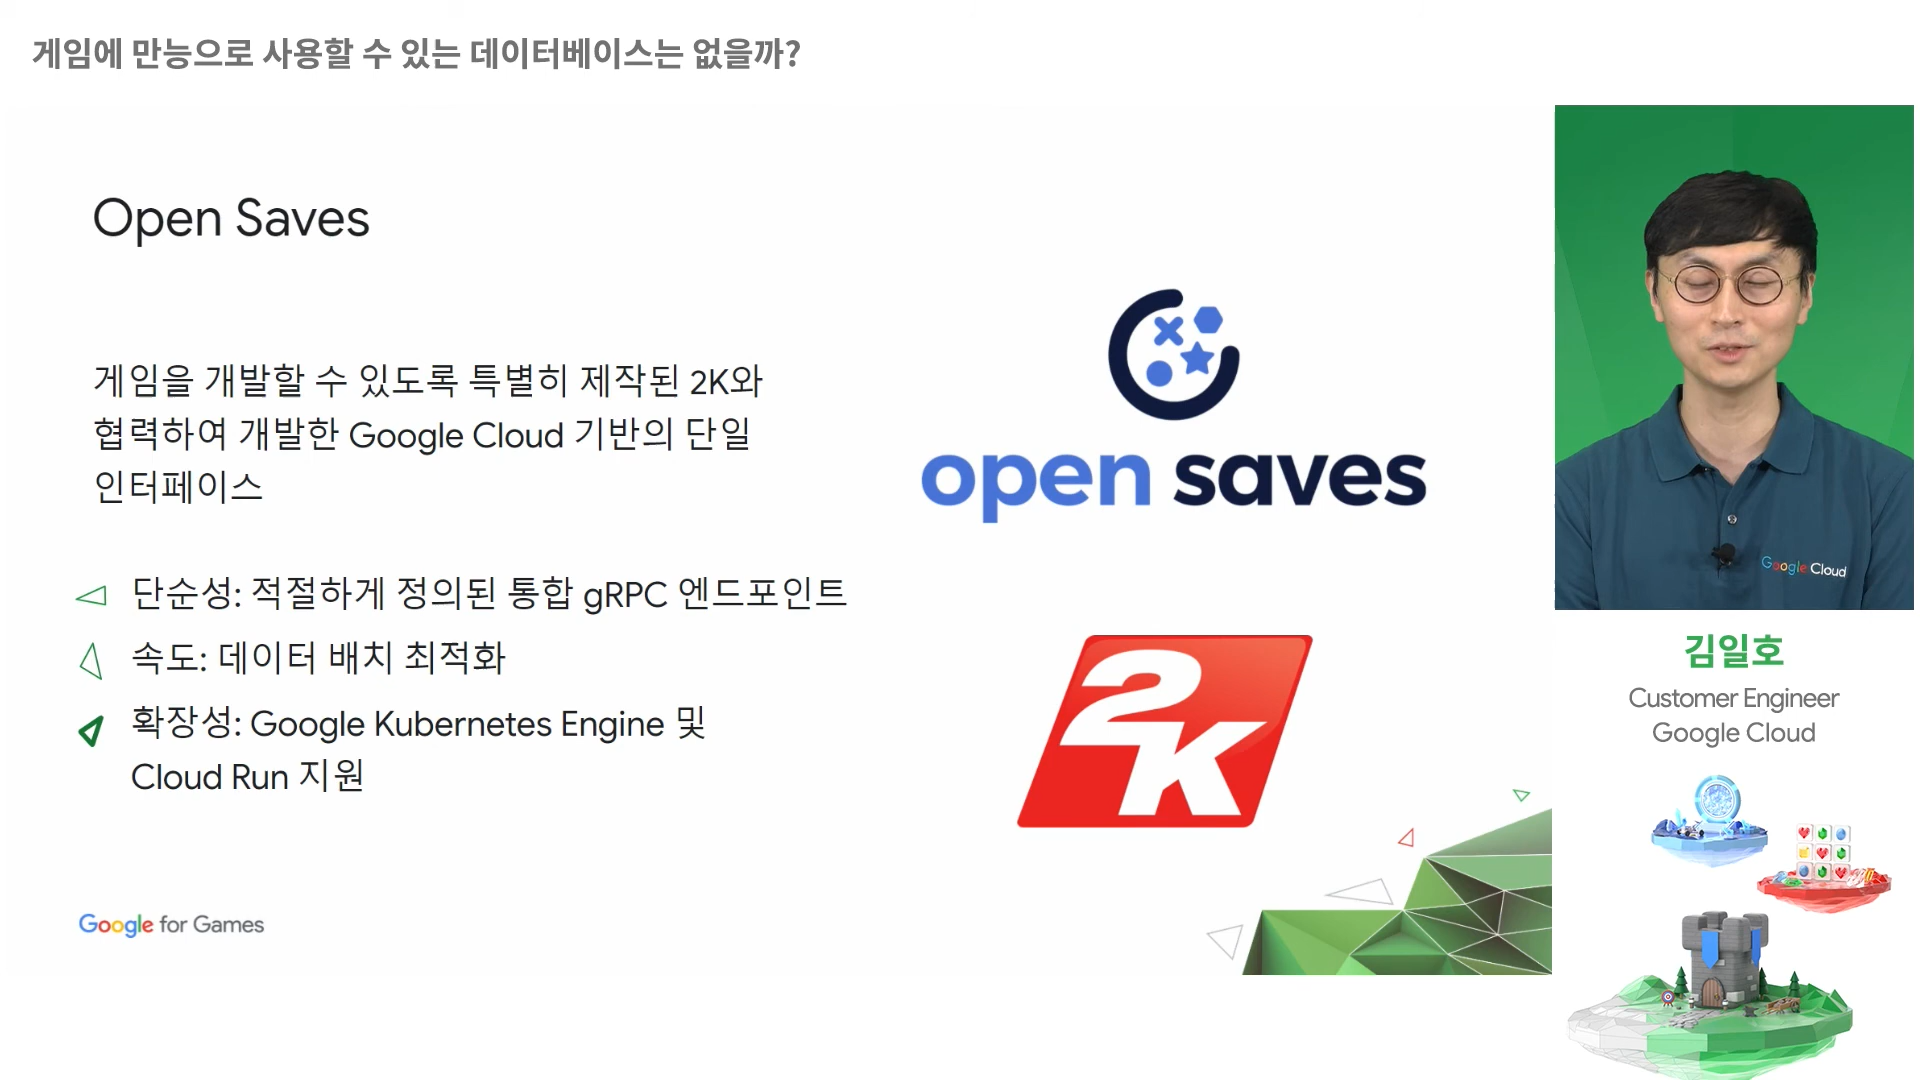 게임에 만능으로 사용할 수 있는 데이터베이스는 없을까?
Open Saves
게임을 개발할 수 있도록 특별히 제작된 2K와
협력하여 개발한 Google Cloud 기반의 단일
인터페이스
단순성: 적절하게 정의된 통합 gRPC 엔드포인트
속도: 데이터 배치 최적화
확장성: Google Kubernetes Engine 및
Cloud Run 지원
open saves
2K
Google for Games
Google Cloud
김일호
Customer Engineer
Google Cloud